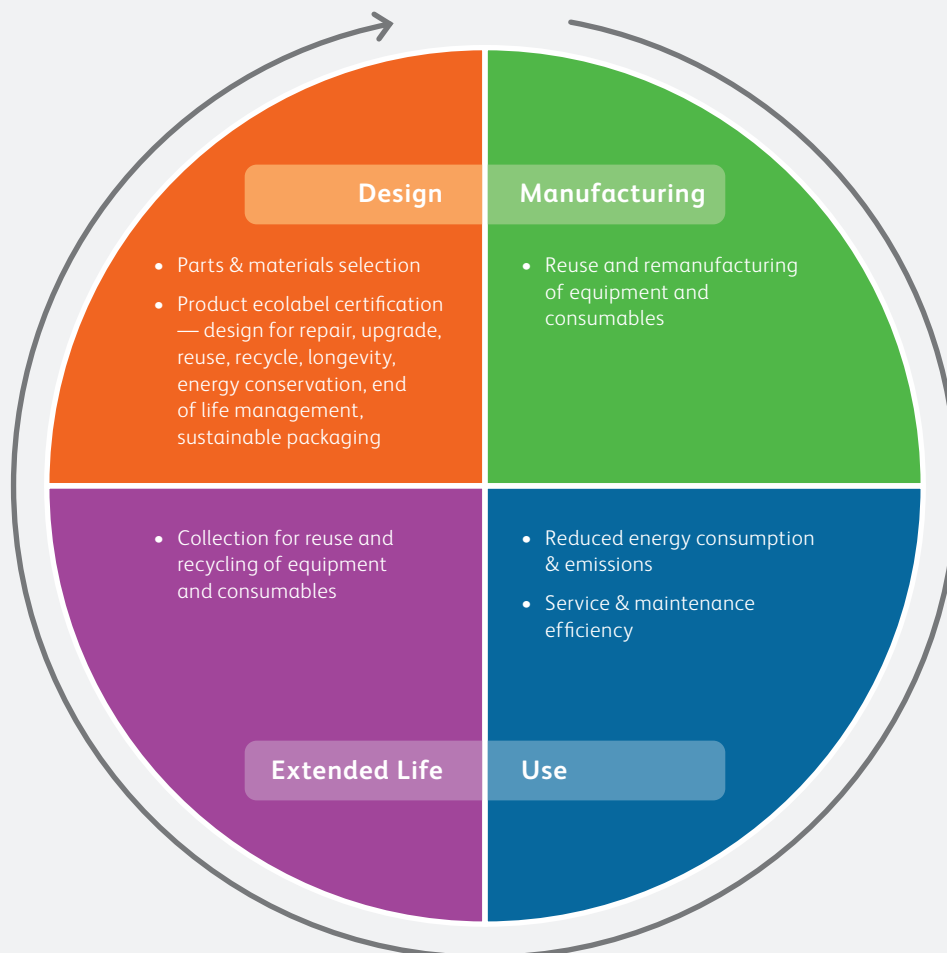 Design
• Parts & materials selection
• Product ecolabel certification
— design for repair, upgrade,
reuse, recycle, longevity,
energy conservation, end
of life management,
sustainable packaging
Manufacturing
• Reuse and remanufacturing
of equipment and
consumables
• Collection for reuse and
recycling of equipment
and consumables
Extended Life
• Reduced energy consumption
& emissions
• Service & maintenance
efficiency
Use